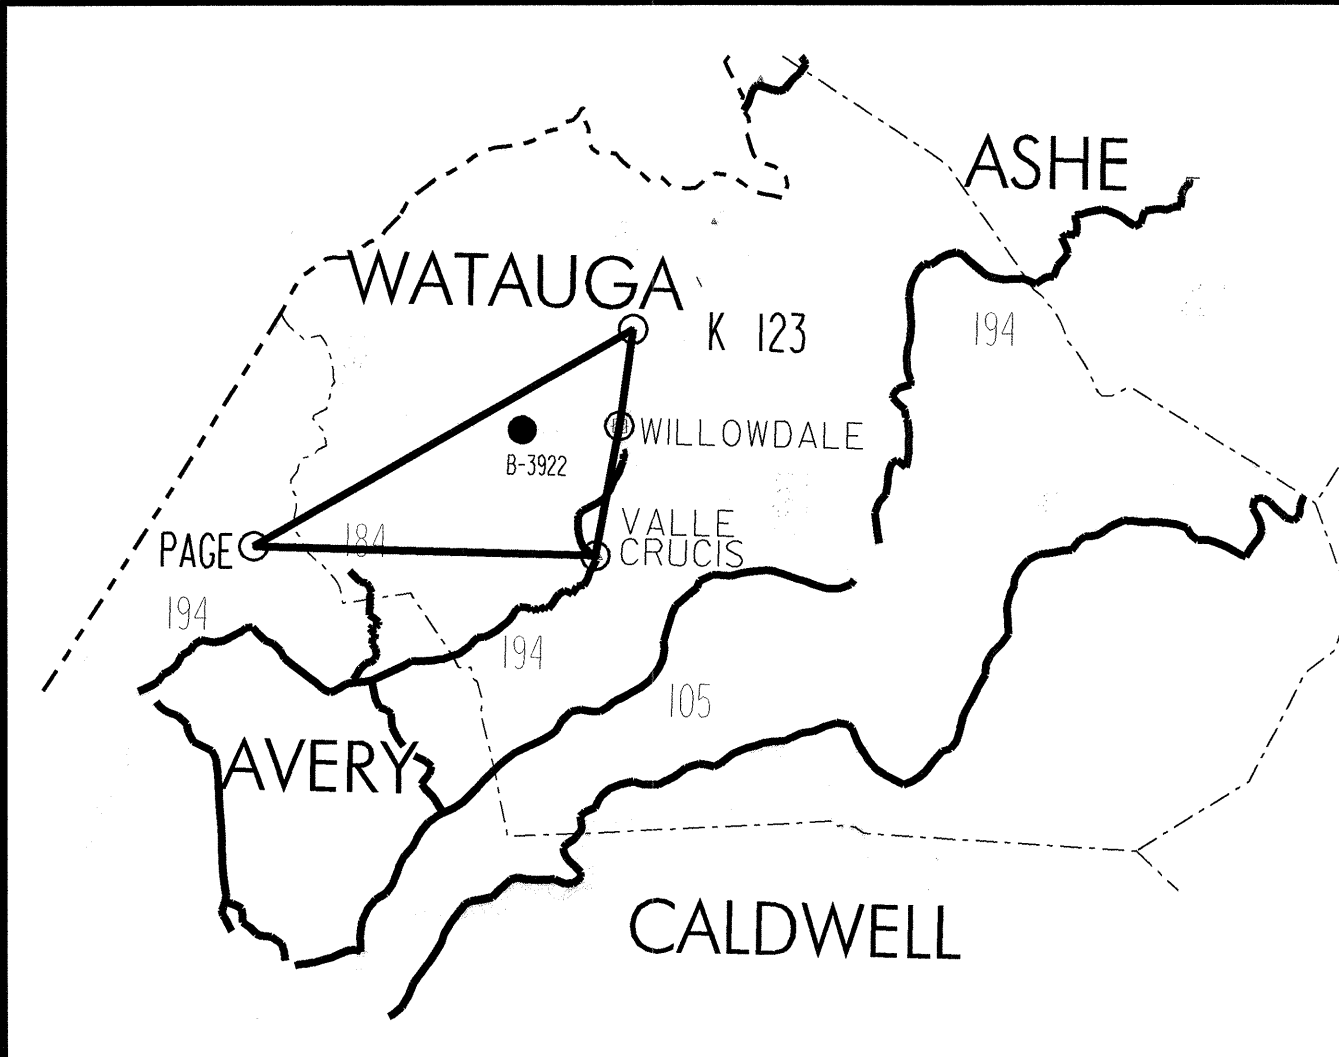 ASHE
WATAUGA
K 123
194
WILLOWDALE
B-3922
VALLE
CRUCIS
184
PAGE
194
194
105
AVERY
CALDWELL